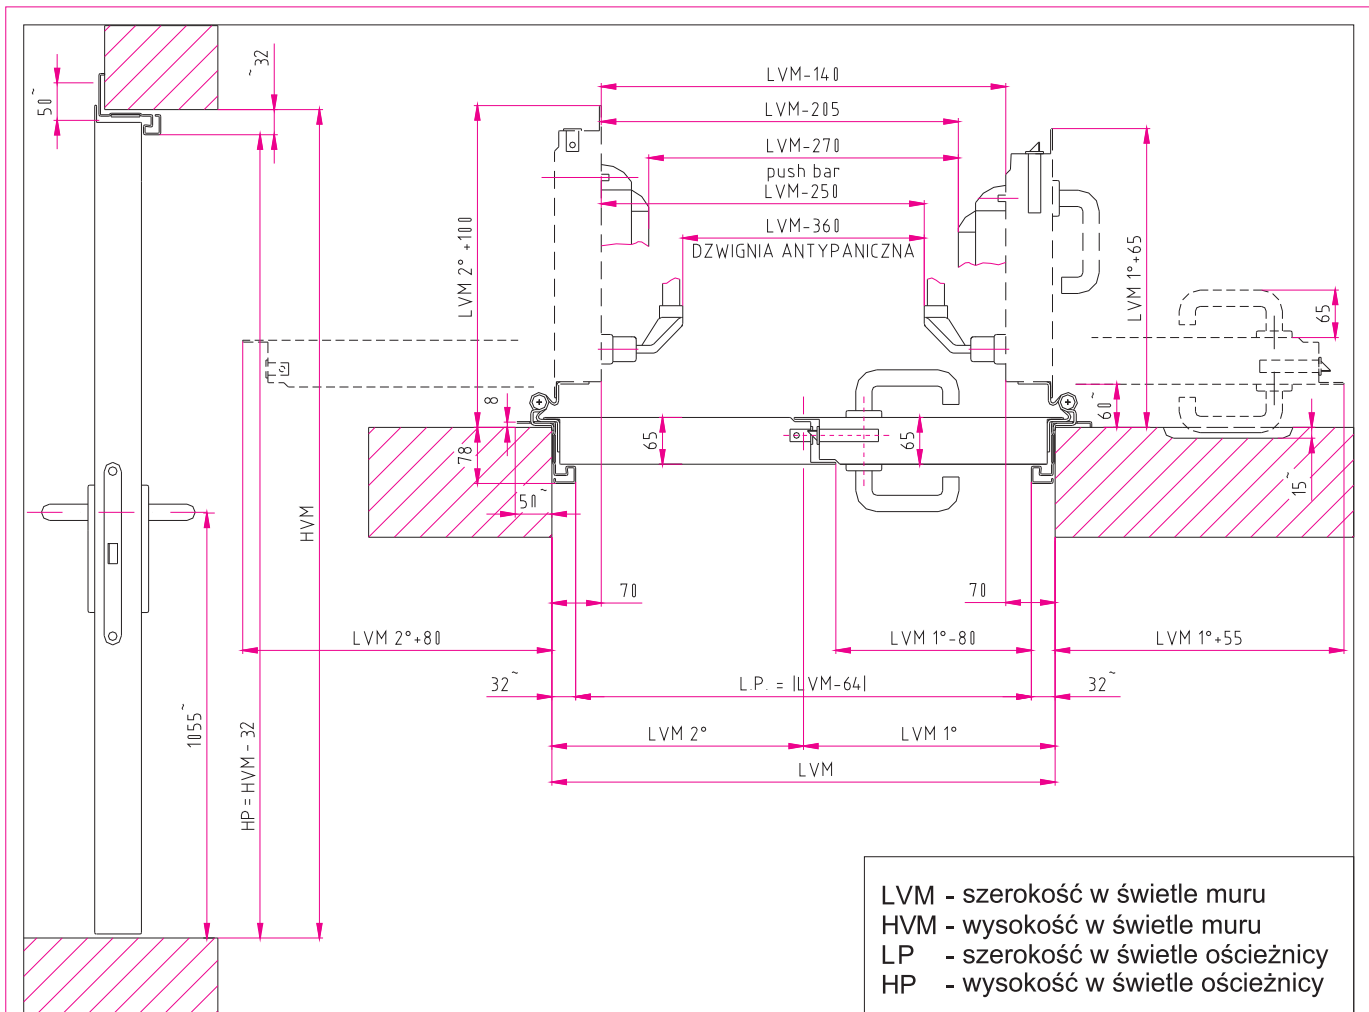 ~32
50~
LVM-140
LVM-205
LVM-270
push bar
LVM-250
LVM-360
DZWIGNIA ANTYPANICZNA
LVM 2° +100
LVM 1°+65
65
8
78
65
65
60~
15~
50~
HVM
70
70
LVM 2°+80
LVM 1°-80
LVM 1°+55
32~
L.P. = |LVM-64|
32~
1055~
HP = HVM - 32
LVM 2°
LVM 1°
LVM
LVM - szerokość w świetle muru
HVM - wysokość w świetle muru
LP - szerokość w świetle ościeżnicy
HP - wysokość w świetle ościeżnicy